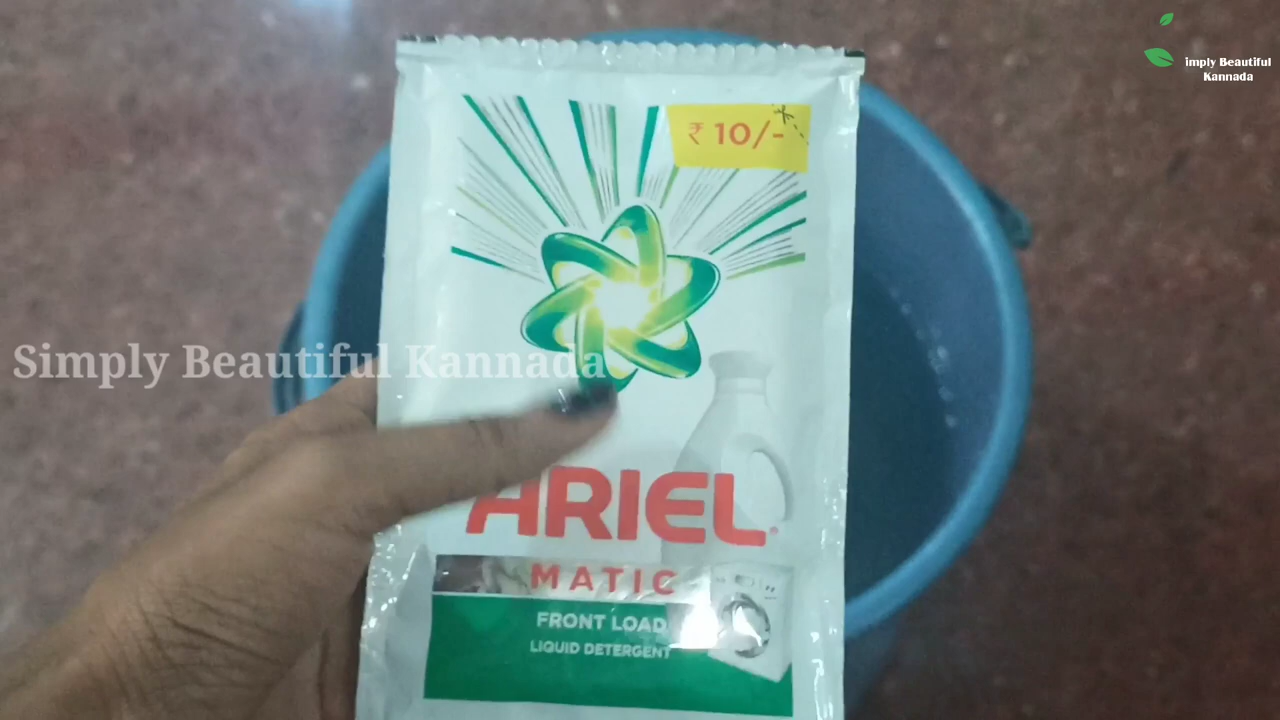 imply Beautiful
Kannada
₹ 10/-
Simply Beautiful Kannada
ARIEL
MATIC
FRONT LOAD
LIQUID DETERGENT